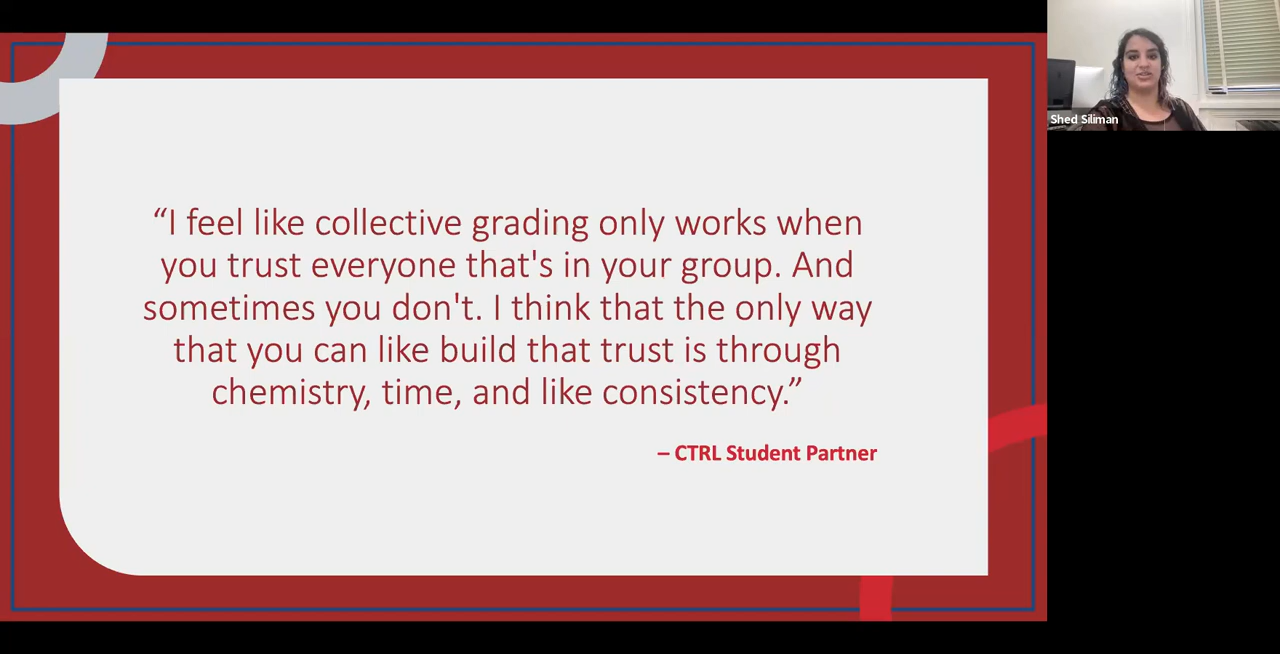 “I feel like collective grading only works when
you trust everyone that's in your group. And
sometimes you don't. I think that the only way
that you can like build that trust is through
chemistry, time, and like consistency.”
– CTRL Student Partner
Shed Siliman